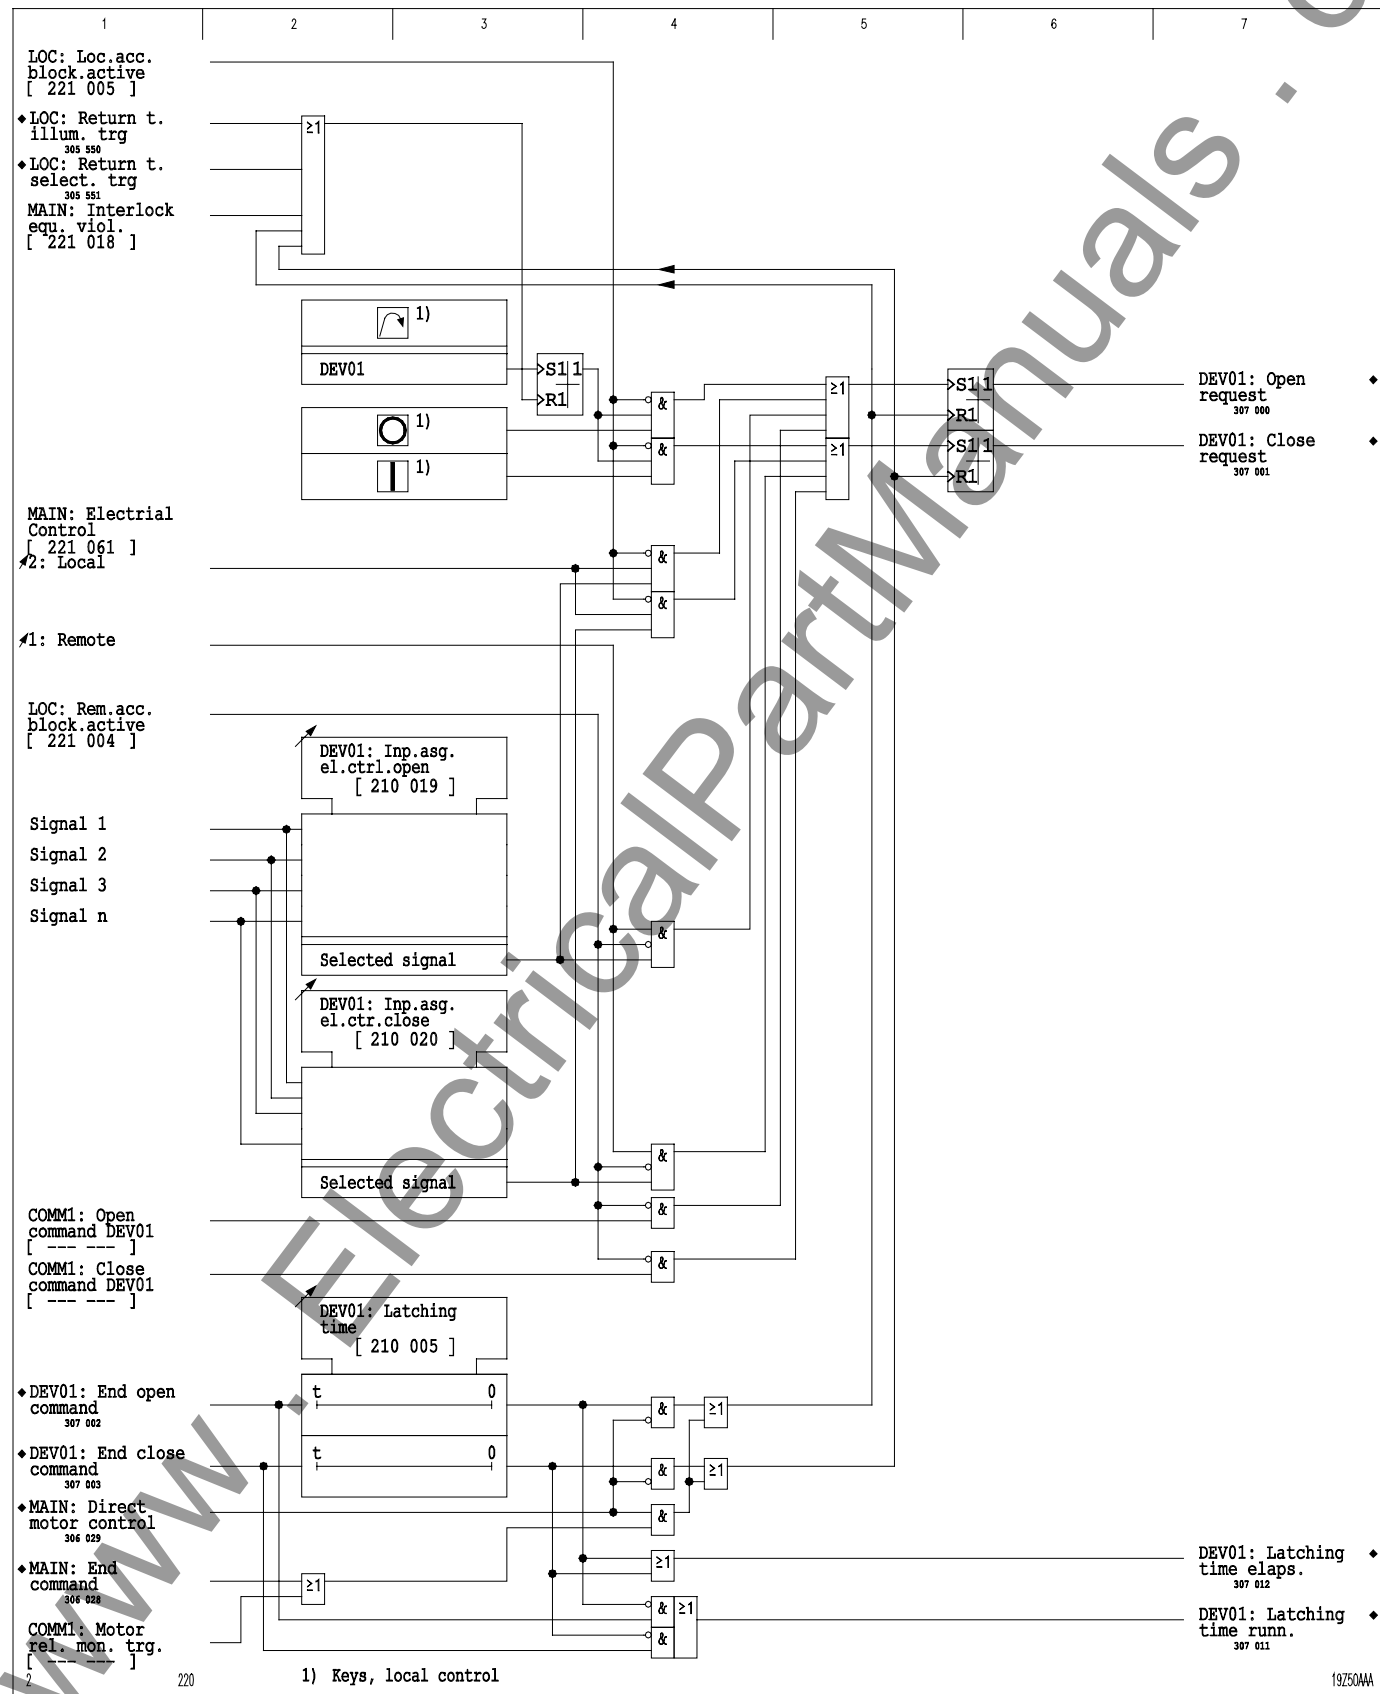 1 2 3 4 5 6 7
LOC: Loc.acc.
block.active
[ 221 005 ]
◆LOC: Return t.
illum. trg
305 550
≥1
◆LOC: Return t.
select. trg
305 551
MAIN: Interlock
equ. viol.
[ 221 018 ]
1)
DEV01
S1 1
R1
1)
1)
&
&
≥1
≥1
S1 1
R1
S1 1
R1
DEV01: Open ◆
request
307 000
DEV01: Close ◆
request
307 001
MAIN: Electrial
Control
[ 221 061 ]
2: Local
&
&
1: Remote
LOC: Rem.acc.
block.active
[ 221 004 ]
DEV01: Inp.asg.
el.ctrl.open
[ 210 019 ]
Signal 1
Signal 2
Signal 3
Signal n
&
Selected signal
DEV01: Inp.asg.
el.ctr.close
[ 210 020 ]
&
Selected signal
COMM1: Open
command DEV01
[ --- --- ]
&
COMM1: Close
command DEV01
[ --- --- ]
&
DEV01: Latching
time
[ 210 005 ]
◆DEV01: End open
command
307 002
t 0
& ≥1
◆DEV01: End close
command
307 003
t 0
& ≥1
◆MAIN: Direct
motor control
306 029
&
◆MAIN: End
command
306 028
≥1
≥1
DEV01: Latching ◆
time elaps.
307 012
COMM1: Motor
rel. mon. trg.
[ --- --- ]
& ≥1
&
DEV01: Latching ◆
time runn.
307 011
2 220
1) Keys, local control
19Z50AAA
www . ElectricalPartManuals .